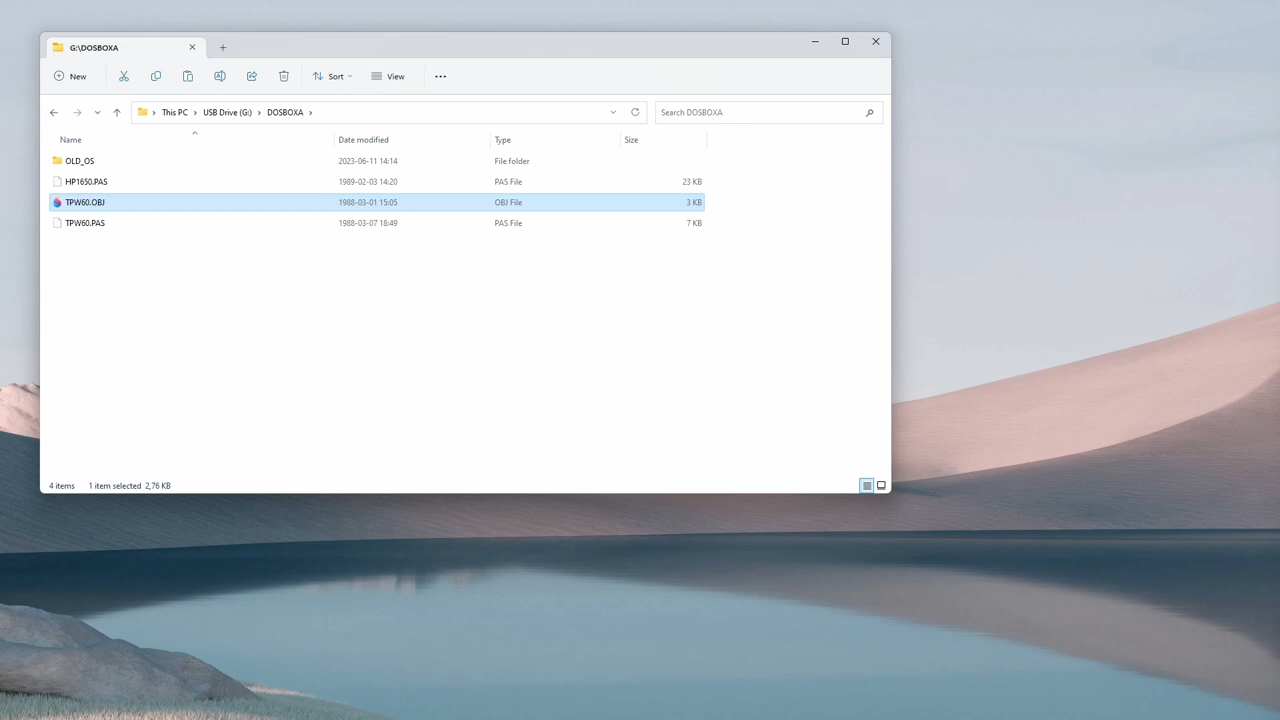 G:\DOSBOXA
New
Sort
View
This PC
USB Drive (G:)
DOSBOXA
Search DOSBOXA
Name Date modified Type Size
OLD_OS 2023-06-11 14:14 File folder
HP1650.PAS 1989-02-03 14:20 PAS File 23 KB
TPW60.OBJ 1988-03-01 15:05 OBJ File 3 KB
TPW60.PAS 1988-03-07 18:49 PAS File 7 KB
4 items 1 item selected 2,76 KB